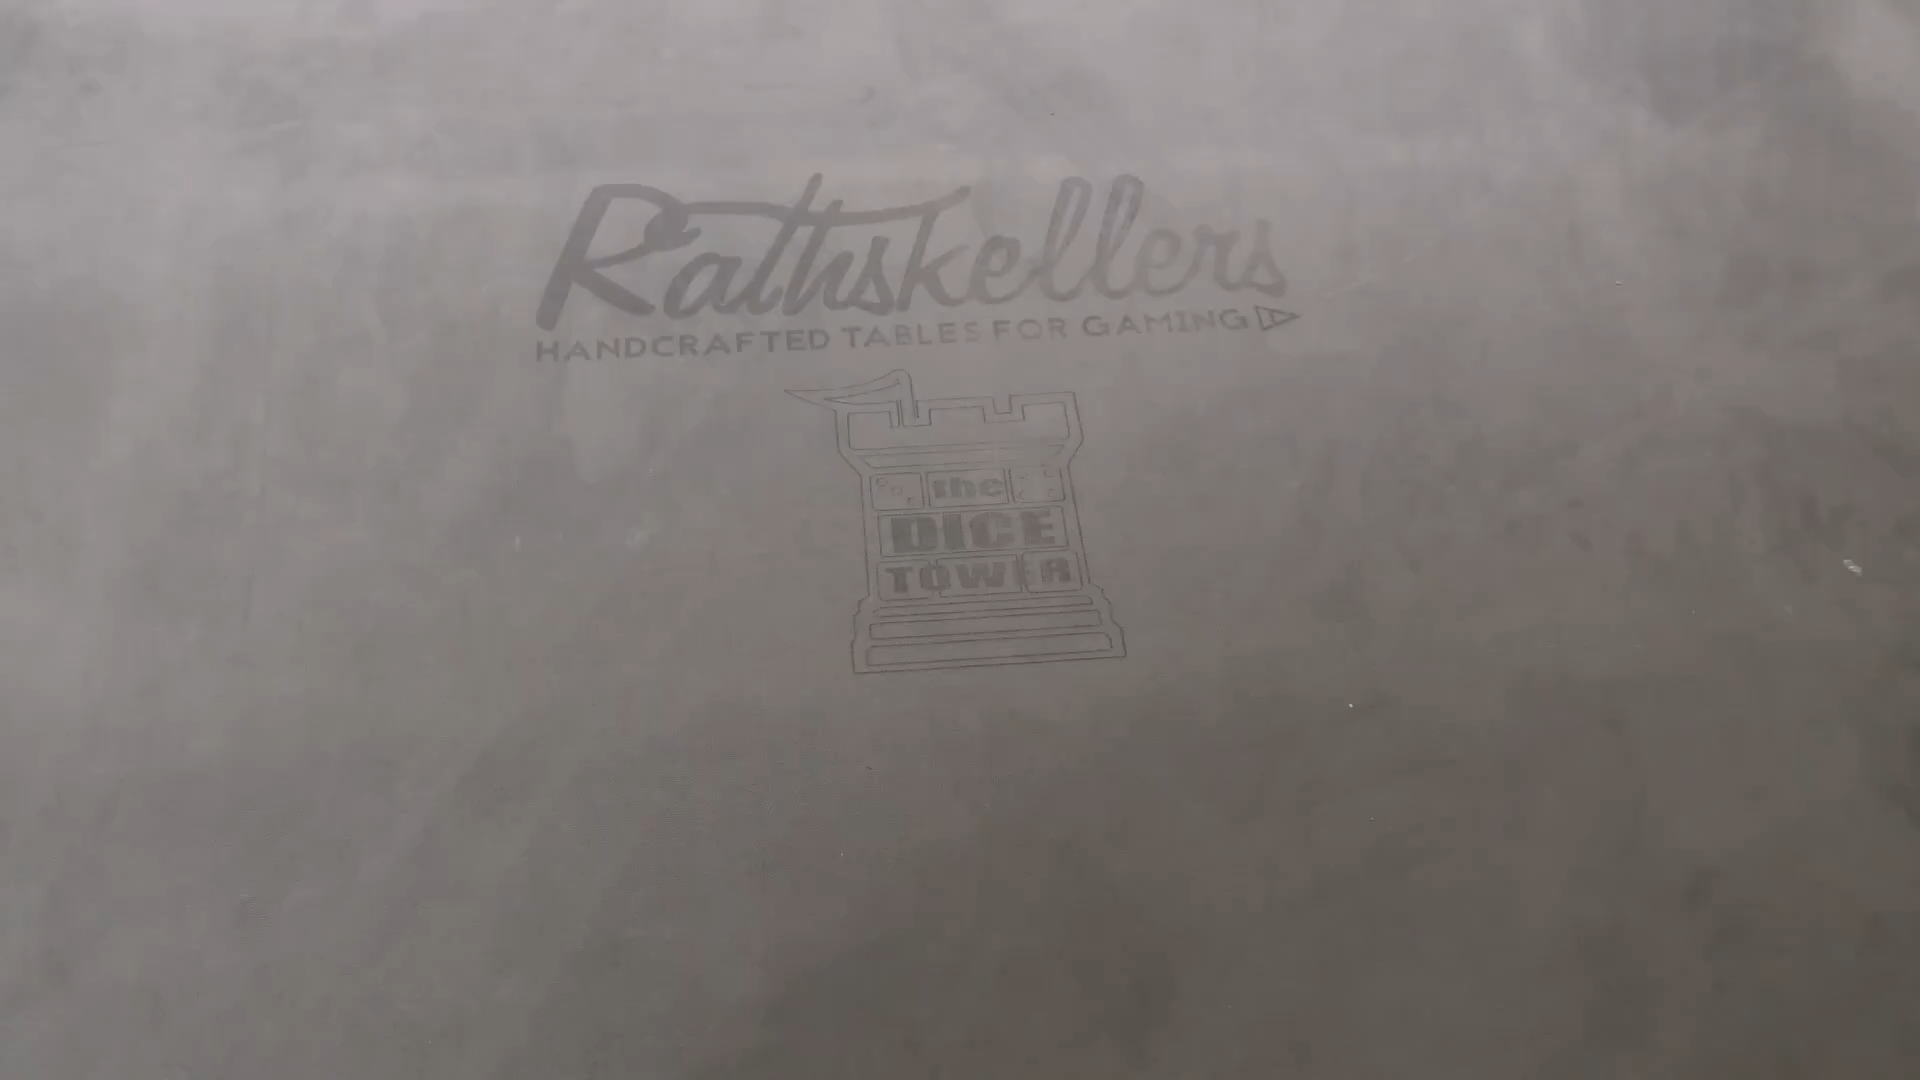 Rathskellers
HANDCRAFTED TABLES FOR GAMING
the
DICE
TOWER